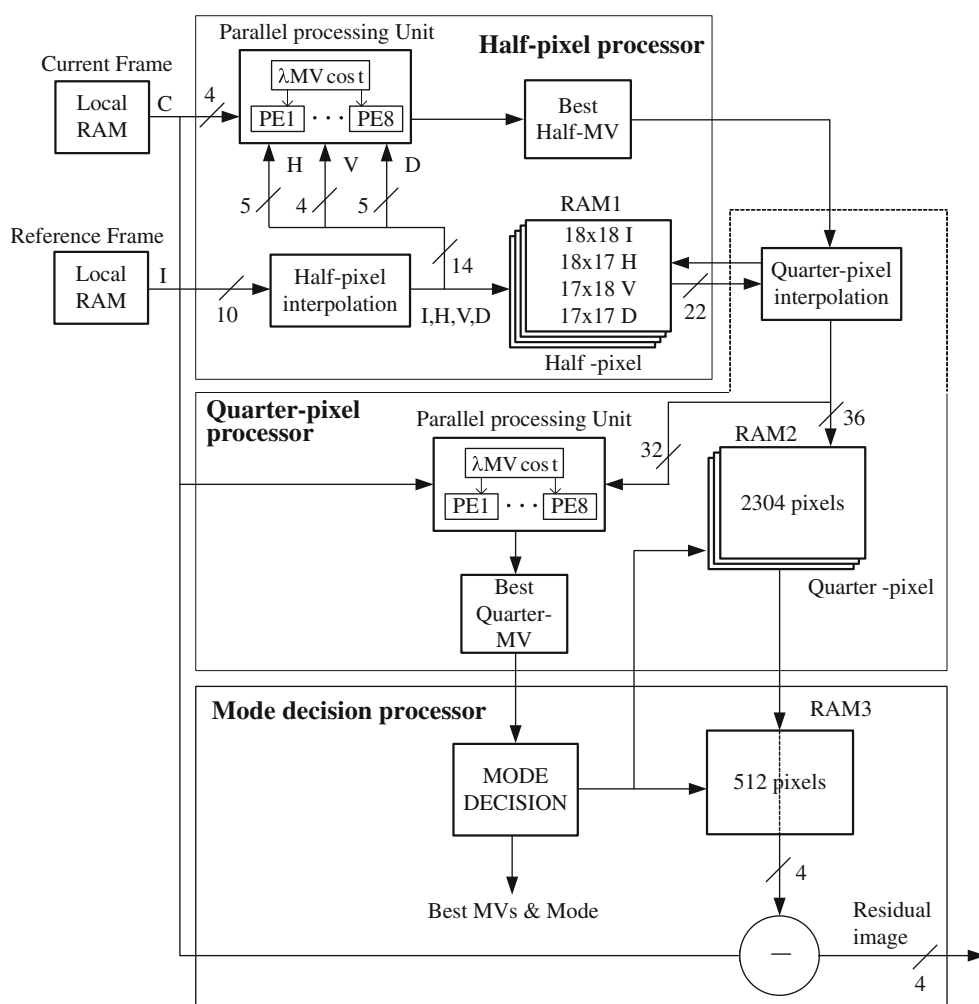 Parallel processing Unit
Half-pixel processor
Current Frame
Local
RAM
C
4
λMV cost
PE1 · · · PE8
Best
Half-MV
H
V
D
5
4
5
Reference Frame
Local
RAM
I
10
Half-pixel
interpolation
14
I,H,V,D
RAM1
18x18 I
18x17 H
17x18 V
17x17 D
Half -pixel
22
Quarter-pixel
interpolation
Quarter-pixel
processor
Parallel processing Unit
λMV cost
PE1 · · · PE8
32
36
RAM2
2304 pixels
Quarter -pixel
Best
Quarter-
MV
Mode decision processor
MODE
DECISION
RAM3
512 pixels
4
Best MVs & Mode
—
Residual
image
4